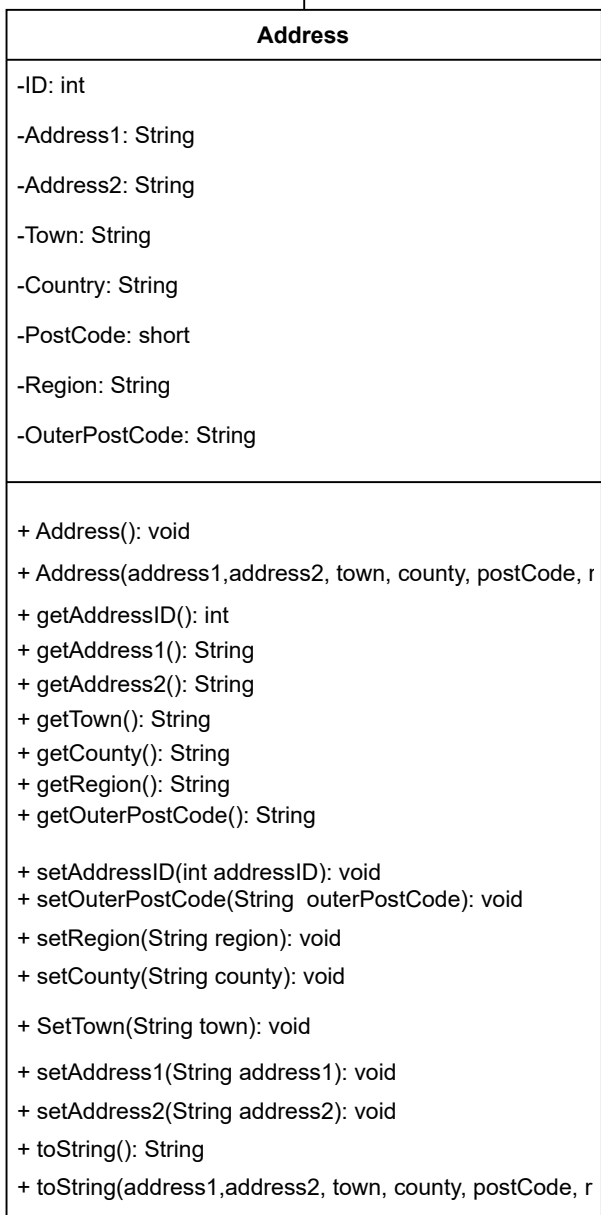 Address
-ID: int
-Address1: String
-Address2: String
-Town: String
-Country: String
-PostCode: short
-Region: String
-OuterPostCode: String
+ Address(): void
+ Address(address1,address2, town, county, postCode, r
+ getAddressID(): int
+ getAddress1(): String
+ getAddress2(): String
+ getTown(): String
+ getCounty(): String
+ getRegion(): String
+ getOuterPostCode(): String
+ setAddressID(int addressID): void
+ setOuterPostCode(String  outerPostCode): void
+ setRegion(String region): void
+ setCounty(String county): void
+ SetTown(String town): void
+ setAddress1(String address1): void
+ setAddress2(String address2): void
+ toString(): String
+ toString(address1,address2, town, county, postCode, r